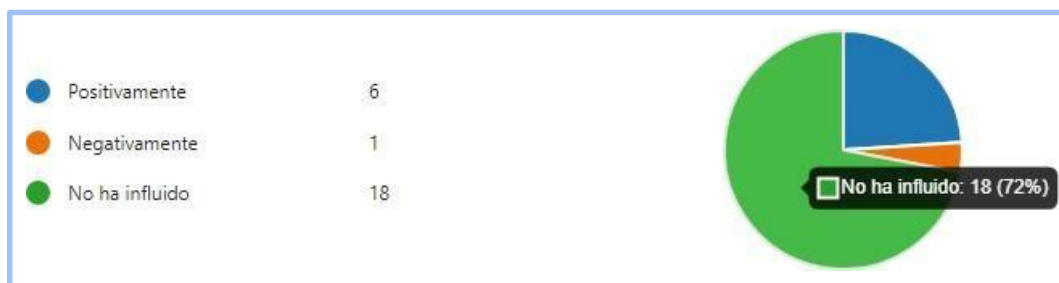 Positivamente 6
Negativamente 1
No ha influido 18
No ha influido: 18 (72%)